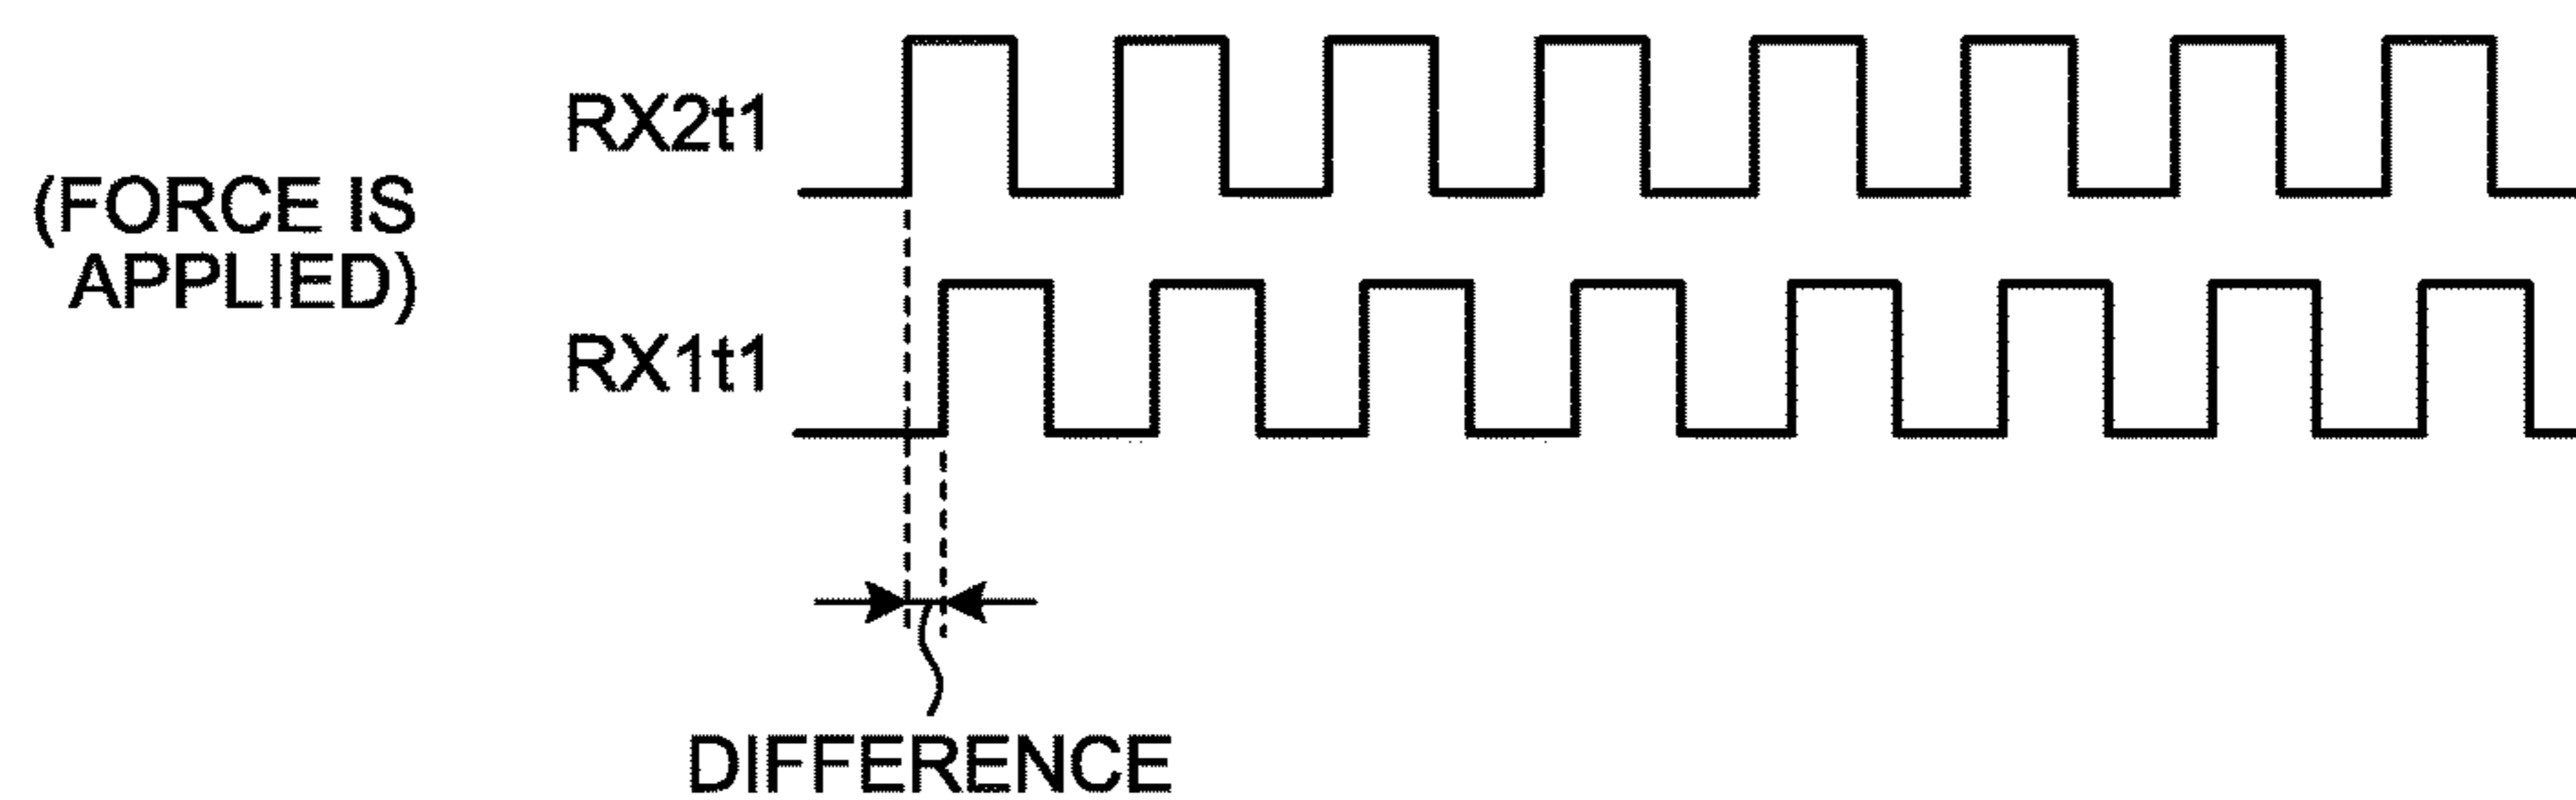 RX2t1
(FORCE IS
APPLIED)
RX1t1
DIFFERENCE